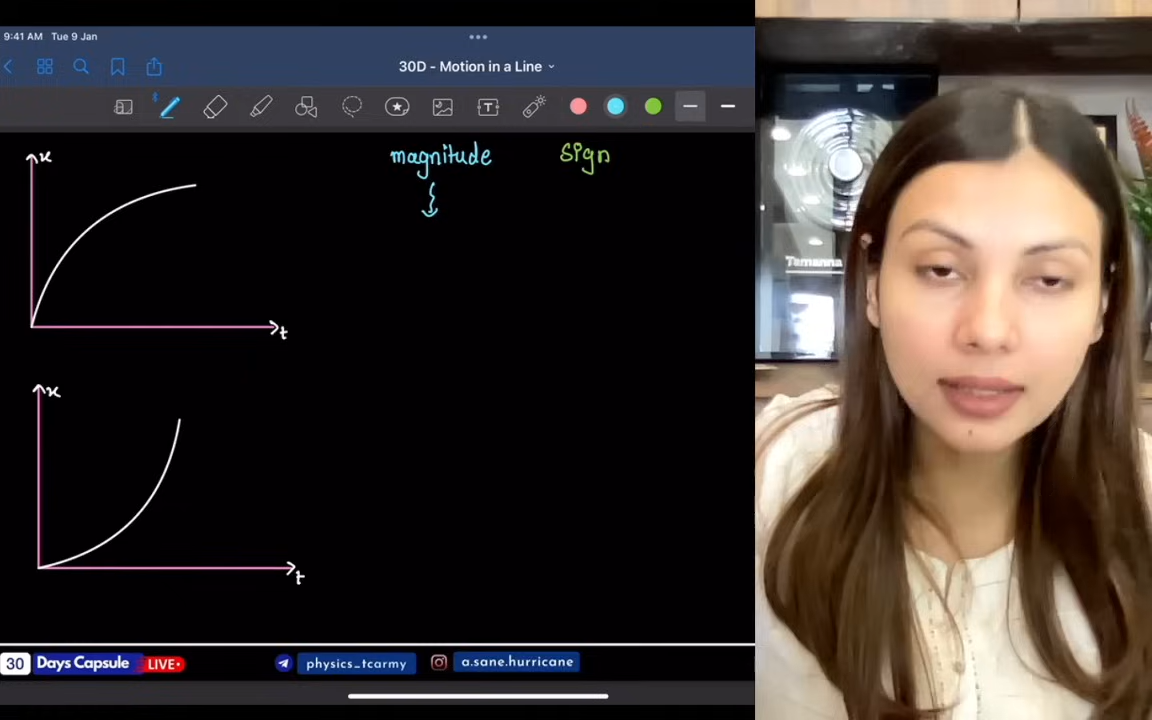 9:41 AM Tue 9 Jan
30D - Motion in a Line
T
x
magnitude
Sign
t
x
t
30 Days Capsule LIVE
physics_tcarmy
a.sane.hurricane
Tamanna